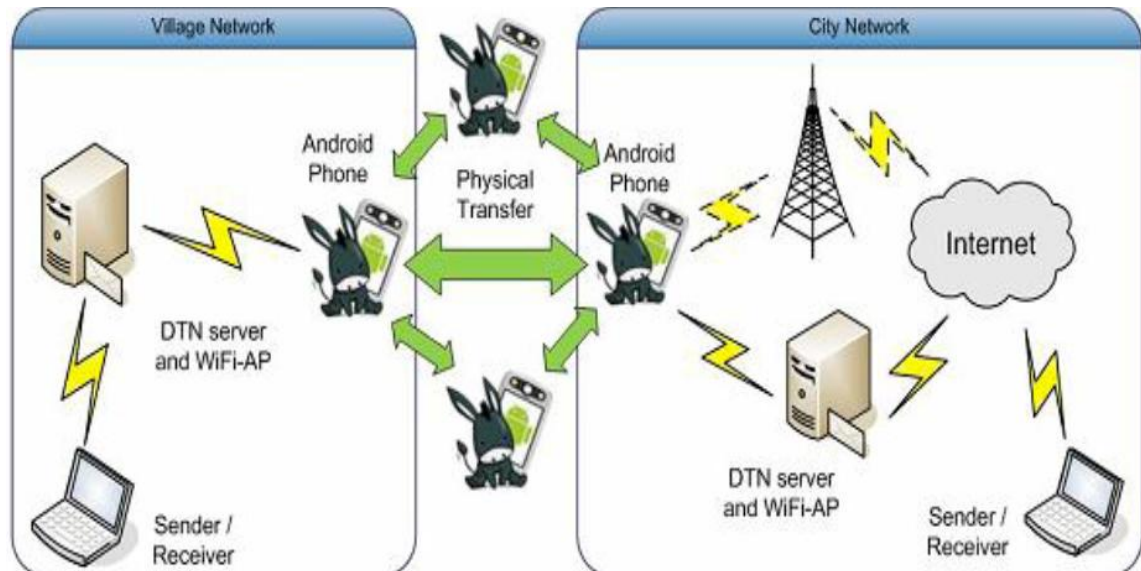 Village Network
City Network
Android
Phone
Physical
Transfer
Android
Phone
Internet
DTN server
and WiFi-AP
DTN server
and WiFi-AP
Sender /
Receiver
Sender /
Receiver